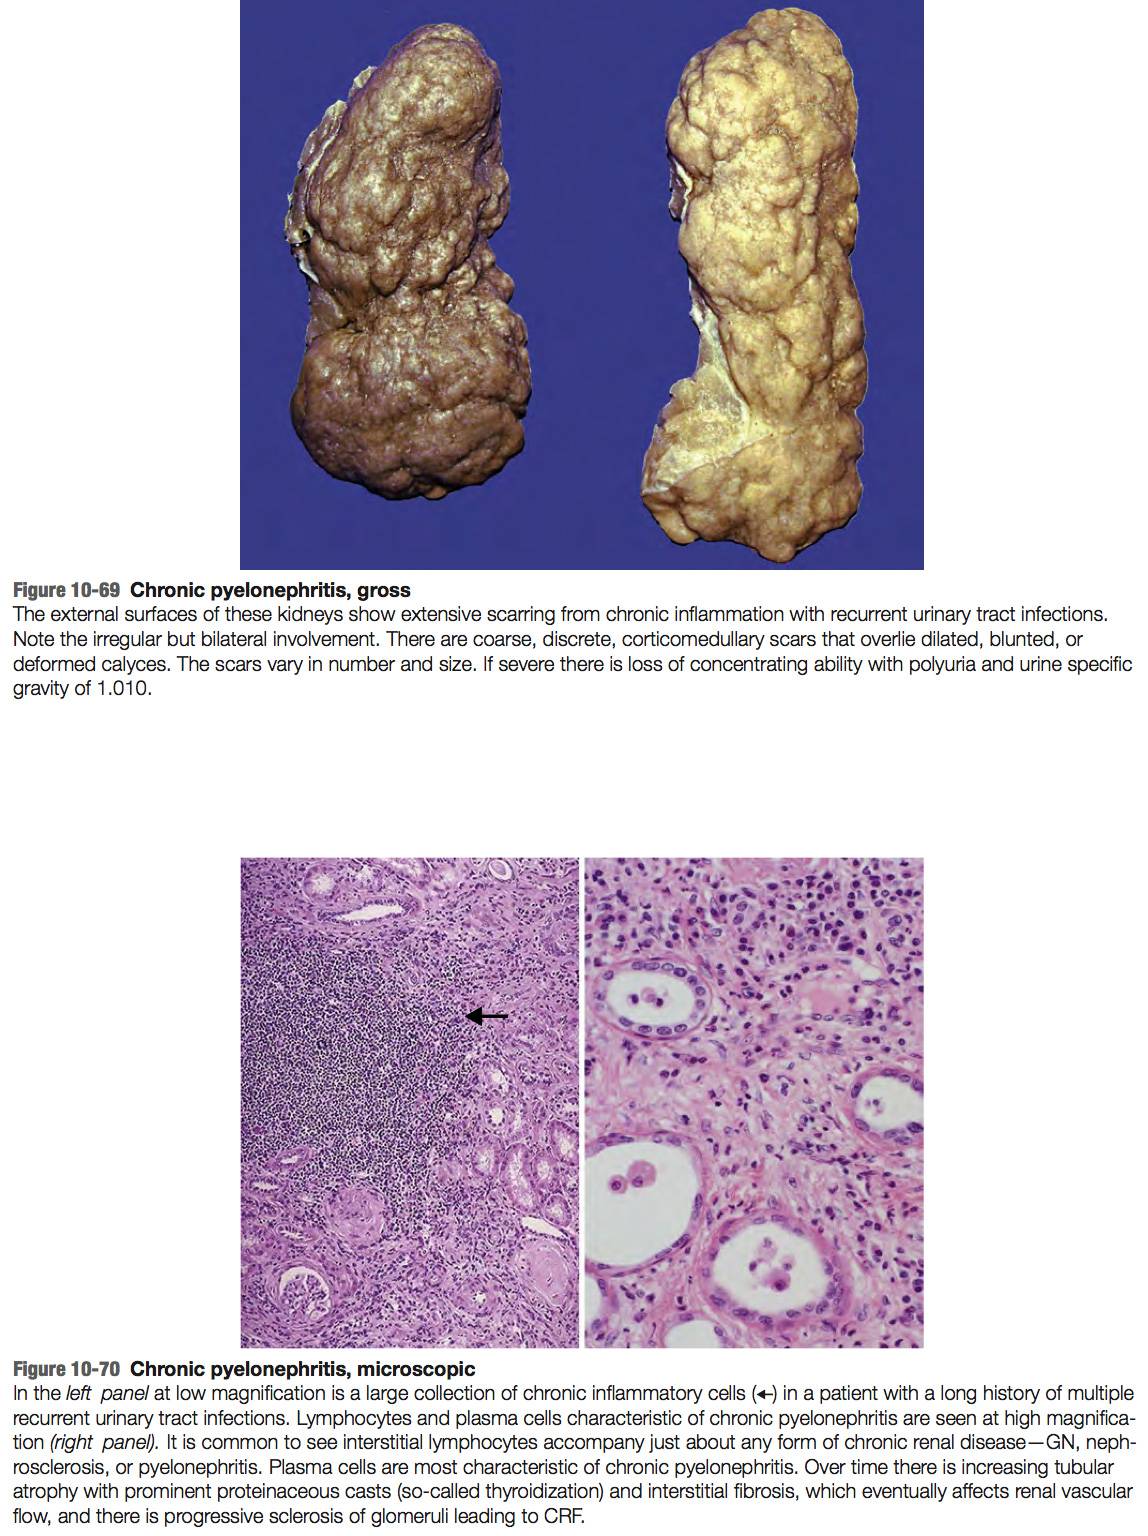 Figure 10-69 Chronic pyelonephritis, gross
The external surfaces of these kidneys show extensive scarring from chronic inflammation with recurrent urinary tract infections.
Note the irregular but bilateral involvement. There are coarse, discrete, corticomedullary scars that overlie dilated, blunted, or
deformed calyces. The scars vary in number and size. If severe there is loss of concentrating ability with polyuria and urine specific
gravity of 1.010.
Figure 10-70 Chronic pyelonephritis, microscopic
In the left panel at low magnification is a large collection of chronic inflammatory cells (←) in a patient with a long history of multiple
recurrent urinary tract infections. Lymphocytes and plasma cells characteristic of chronic pyelonephritis are seen at high magnifica-
tion (right panel). It is common to see interstitial lymphocytes accompany just about any form of chronic renal disease—GN, neph-
rosclerosis, or pyelonephritis. Plasma cells are most characteristic of chronic pyelonephritis. Over time there is increasing tubular
atrophy with prominent proteinaceous casts (so-called thyroidization) and interstitial fibrosis, which eventually affects renal vascular
flow, and there is progressive sclerosis of glomeruli leading to CRF.